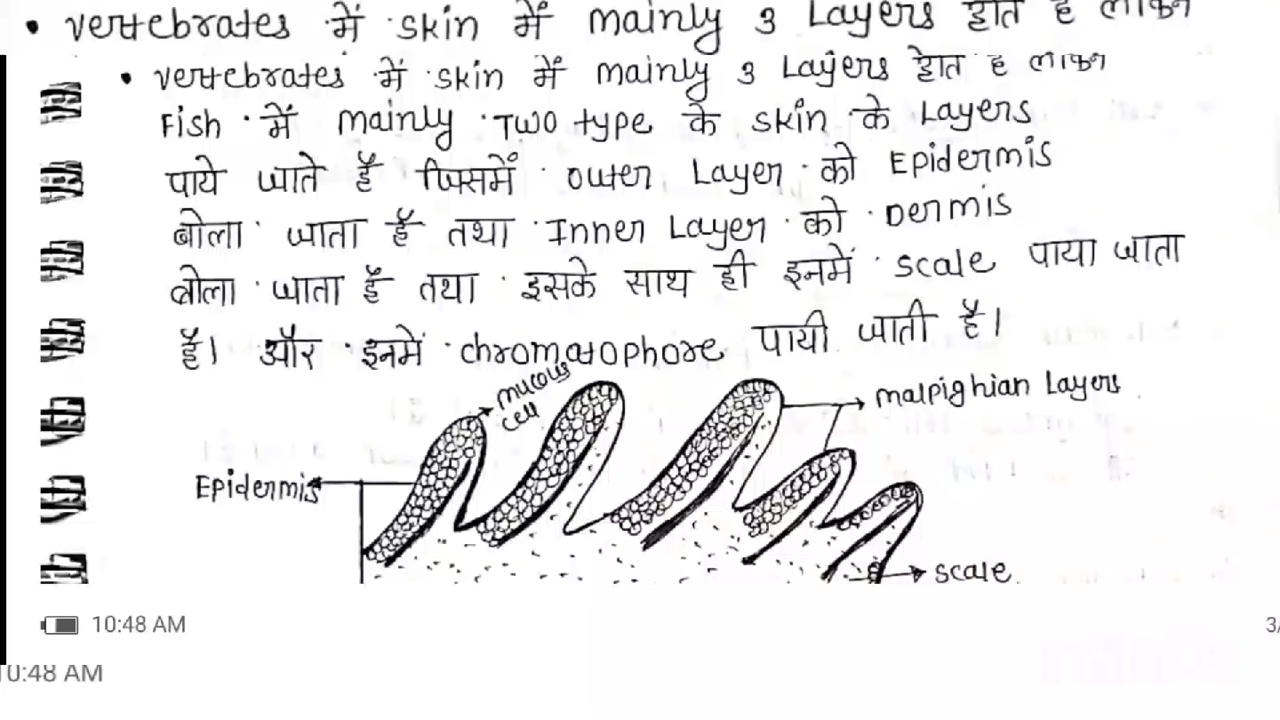 • vertebrates में skin में mainly 3 Layers होते है लेकिन
• vertebrates में skin में mainly 3 Layers होते है लेकिन
Fish में mainly Two type के skin के Layers
पाये जाते हैं जिसमें outer Layer को Epidermis
बोला जाता हैं तथा Inner Layer को Dermis
बोला जाता हैं तथा इसके साथ ही इनमें scale पाया जाता
हैं। और इनमें chromatophore पायी जाती हैं।
mucous
cell
malpighian Layers
Epidermis
scale
10:48 AM
3/
10:48 AM